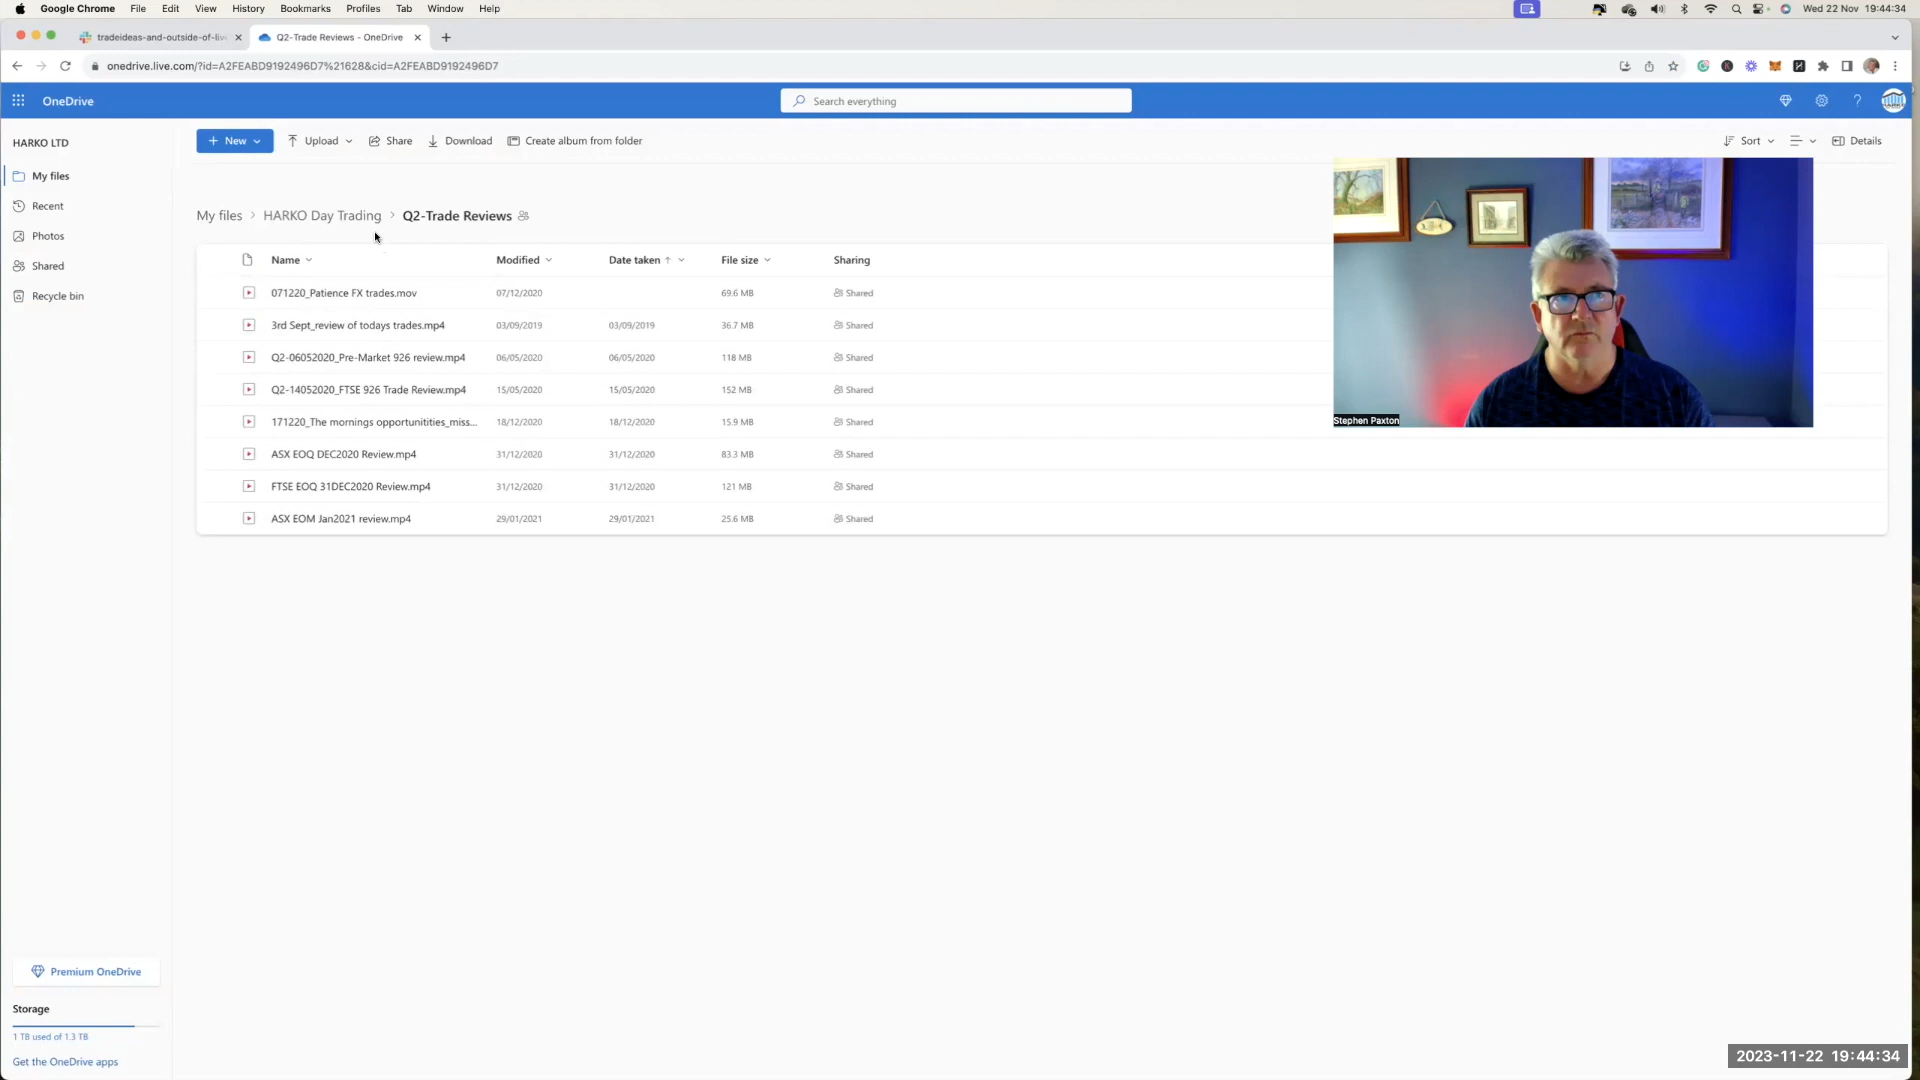 Google Chrome File Edit View History Bookmarks Profiles Tab Window Help Wed 22 Nov 19:44:34
tradeideas-and-outside-of-liv Q2-Trade Reviews - OneDrive
onedrive.live.com/?id=A2FEABD9192496D7%21628&cid=A2FEABD9192496D7
OneDrive Search everything ?
HARKO LTD
+ New Upload Share Download Create album from folder Sort Details
My files
Recent
Photos
Shared
Recycle bin
My files > HARKO Day Trading > Q2-Trade Reviews
Name Modified Date taken ↑ File size Sharing
071220_Patience FX trades.mov 07/12/2020 69.6 MB Shared
3rd Sept_review of todays trades.mp4 03/09/2019 03/09/2019 36.7 MB Shared
Q2-06052020_Pre-Market 926 review.mp4 06/05/2020 06/05/2020 118 MB Shared
Q2-14052020_FTSE 926 Trade Review.mp4 15/05/2020 15/05/2020 152 MB Shared
171220_The mornings opportunitities_miss... 18/12/2020 18/12/2020 15.9 MB Shared
ASX EOQ DEC2020 Review.mp4 31/12/2020 31/12/2020 83.3 MB Shared
FTSE EOQ 31DEC2020 Review.mp4 31/12/2020 31/12/2020 121 MB Shared
ASX EOM Jan2021 review.mp4 29/01/2021 29/01/2021 25.6 MB Shared
Stephen Paxton
Premium OneDrive
Storage
1 TB used of 1.3 TB
Get the OneDrive apps
2023-11-22 19:44:34